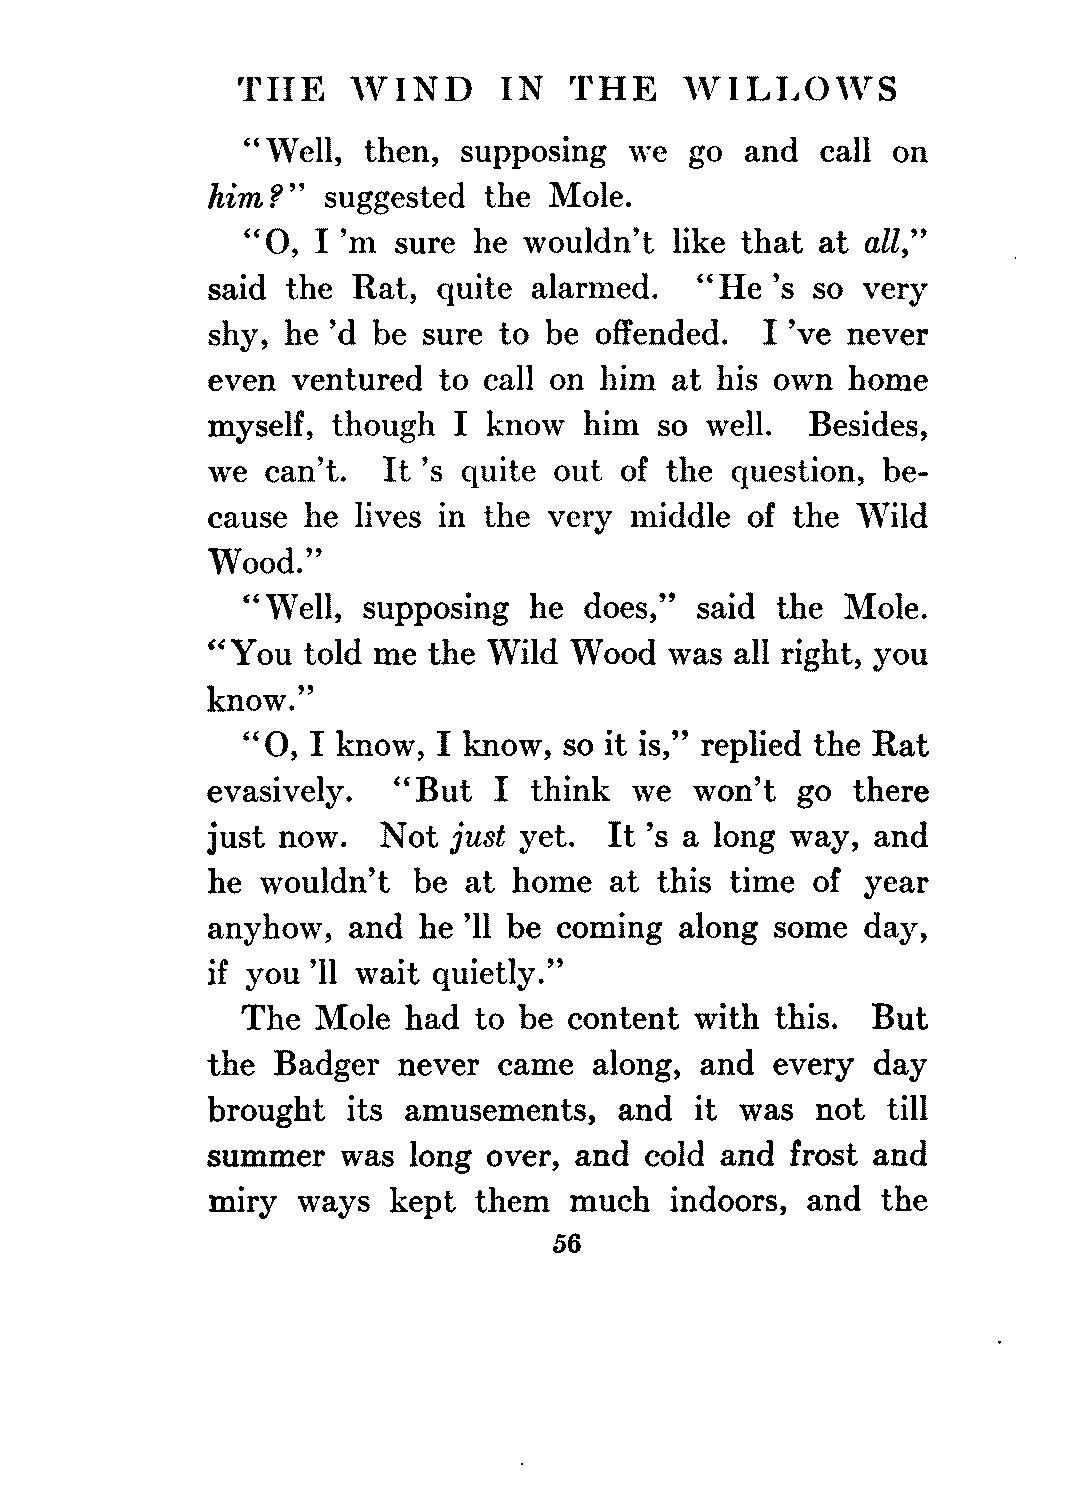 THE WIND IN THE WILLOWS
"Well, then, supposing we go and call on
him?" suggested the Mole.
"O, I 'm sure he wouldn't like that at all,"
said the Rat, quite alarmed. "He 's so very
shy, he 'd be sure to be offended. I 've never
even ventured to call on him at his own home
myself, though I know him so well. Besides,
we can't. It 's quite out of the question, be-
cause he lives in the very middle of the Wild
Wood."
"Well, supposing he does," said the Mole.
"You told me the Wild Wood was all right, you
know."
"O, I know, I know, so it is," replied the Rat
evasively. "But I think we won't go there
just now. Not just yet. It 's a long way, and
he wouldn't be at home at this time of year
anyhow, and he 'll be coming along some day,
if you 'll wait quietly."
The Mole had to be content with this. But
the Badger never came along, and every day
brought its amusements, and it was not till
summer was long over, and cold and frost and
miry ways kept them much indoors, and the
56